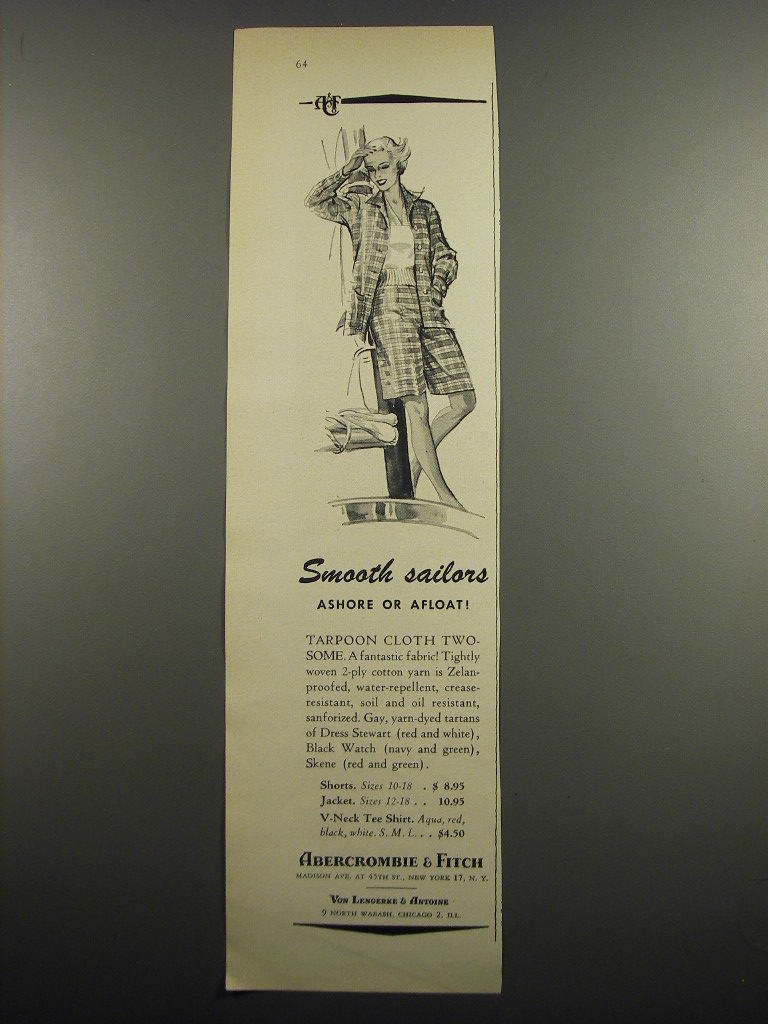 64
A&F Co
Smooth sailors
ASHORE OR AFLOAT!
TARPOON CLOTH TWO-
SOME. A fantastic fabric! Tightly
woven 2-ply cotton yarn is Zelan-
proofed, water-repellent, crease-
resistant, soil and oil resistant,
sanforized. Gay, yarn-dyed tartans
of Dress Stewart (red and white),
Black Watch (navy and green),
Skene (red and green).
Shorts. Sizes 10-18 . $ 8.95
Jacket. Sizes 12-18 . . 10.95
V-Neck Tee Shirt. Aqua, red,
black, white. S. M. L. . . $4.50
ABERCROMBIE & FITCH
MADISON AVE. AT 45TH ST., NEW YORK 17, N. Y.
VON LENGERKE & ANTOINE
9 NORTH WABASH, CHICAGO 2, ILL.